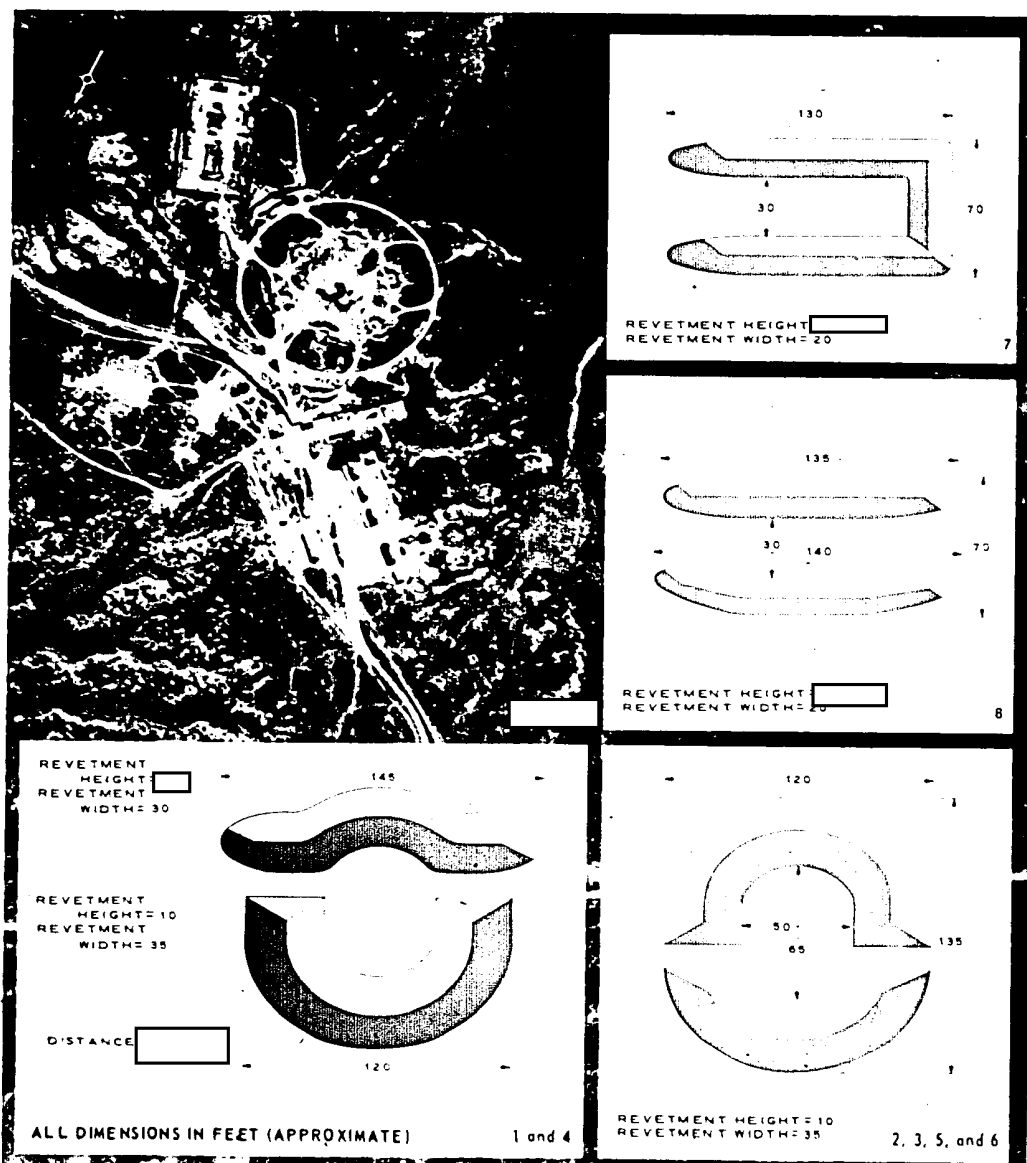 130
30
70
REVETMENT HEIGHT
REVETMENT WIDTH= 20
7
135
30
140
70
REVETMENT HEIGHT
REVETMENT WIDTH= 20
8
REVETMENT
HEIGHT
REVETMENT
WIDTH= 30
145
REVETMENT
HEIGHT=10
REVETMENT
WIDTH= 35
DISTANCE
120
ALL DIMENSIONS IN FEET (APPROXIMATE)
1 and 4
120
50
65
135
REVETMENT HEIGHT=10
REVETMENT WIDTH= 35
2, 3, 5, and 6